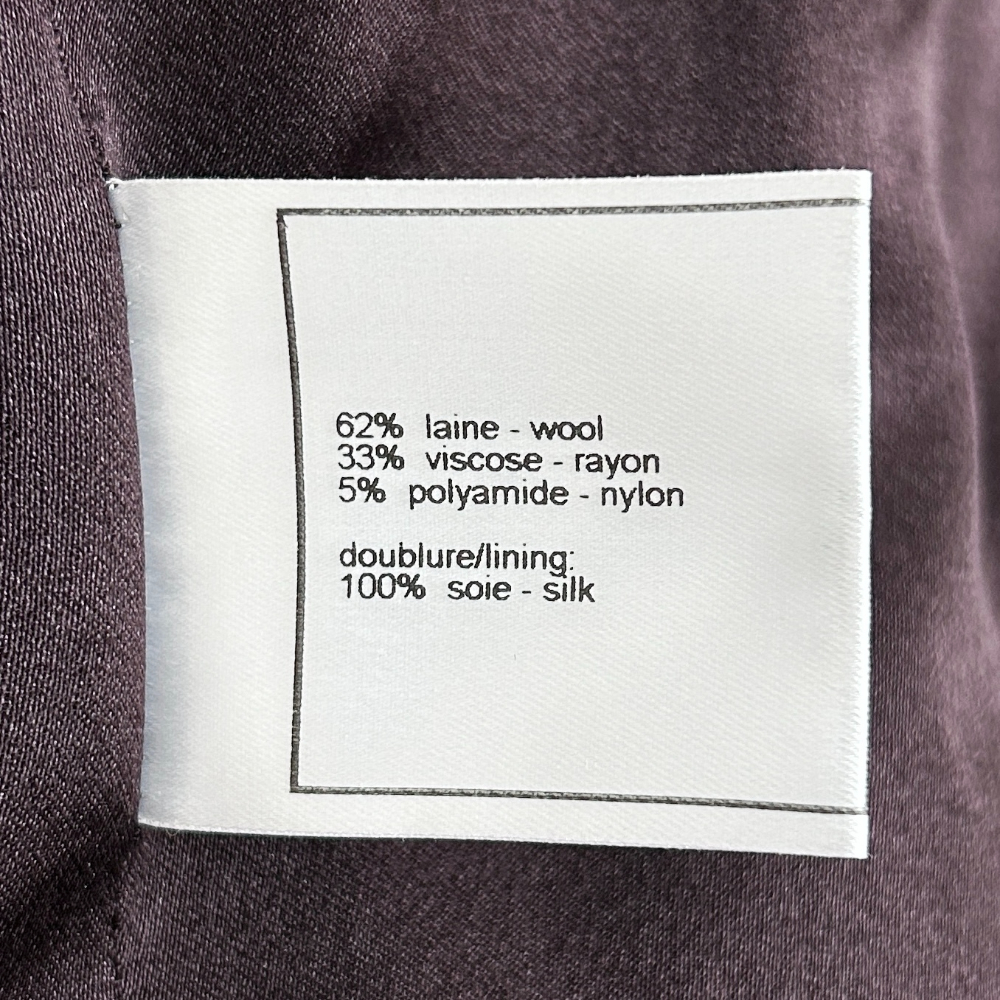 62% laine - wool
33% viscose - rayon
5% polyamide - nylon
doublure/lining:
100% soie - silk